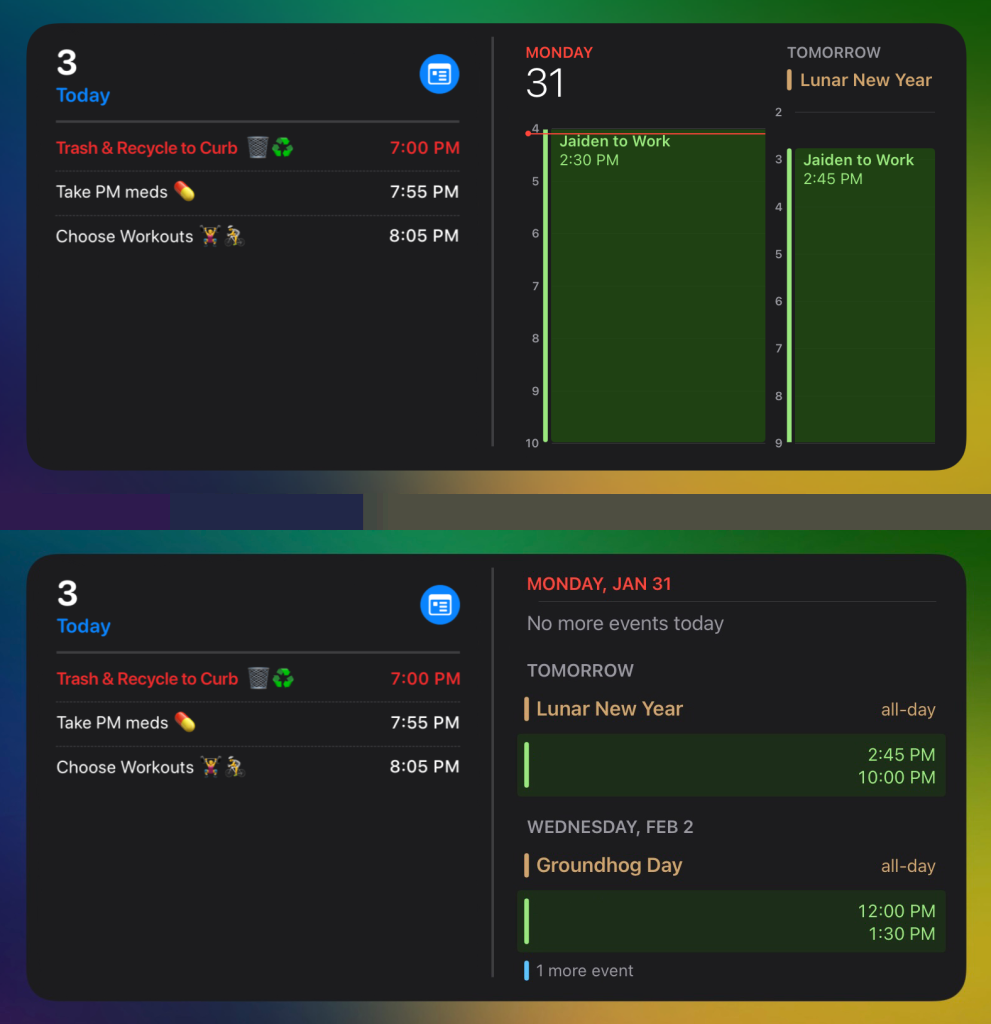 3
Today
Trash & Recycle to Curb 🗑️♻️ 7:00 PM
Take PM meds 💊 7:55 PM
Choose Workouts 🏋️‍♀️🚴 8:05 PM
MONDAY
31
4
Jaiden to Work
2:30 PM
5
6
7
8
9
10
TOMORROW
Lunar New Year
2
3
Jaiden to Work
2:45 PM
4
5
6
7
8
9
3
Today
Trash & Recycle to Curb 🗑️♻️ 7:00 PM
Take PM meds 💊 7:55 PM
Choose Workouts 🏋️‍♀️🚴 8:05 PM
MONDAY, JAN 31
No more events today
TOMORROW
Lunar New Year all-day
2:45 PM
10:00 PM
WEDNESDAY, FEB 2
Groundhog Day all-day
12:00 PM
1:30 PM
1 more event